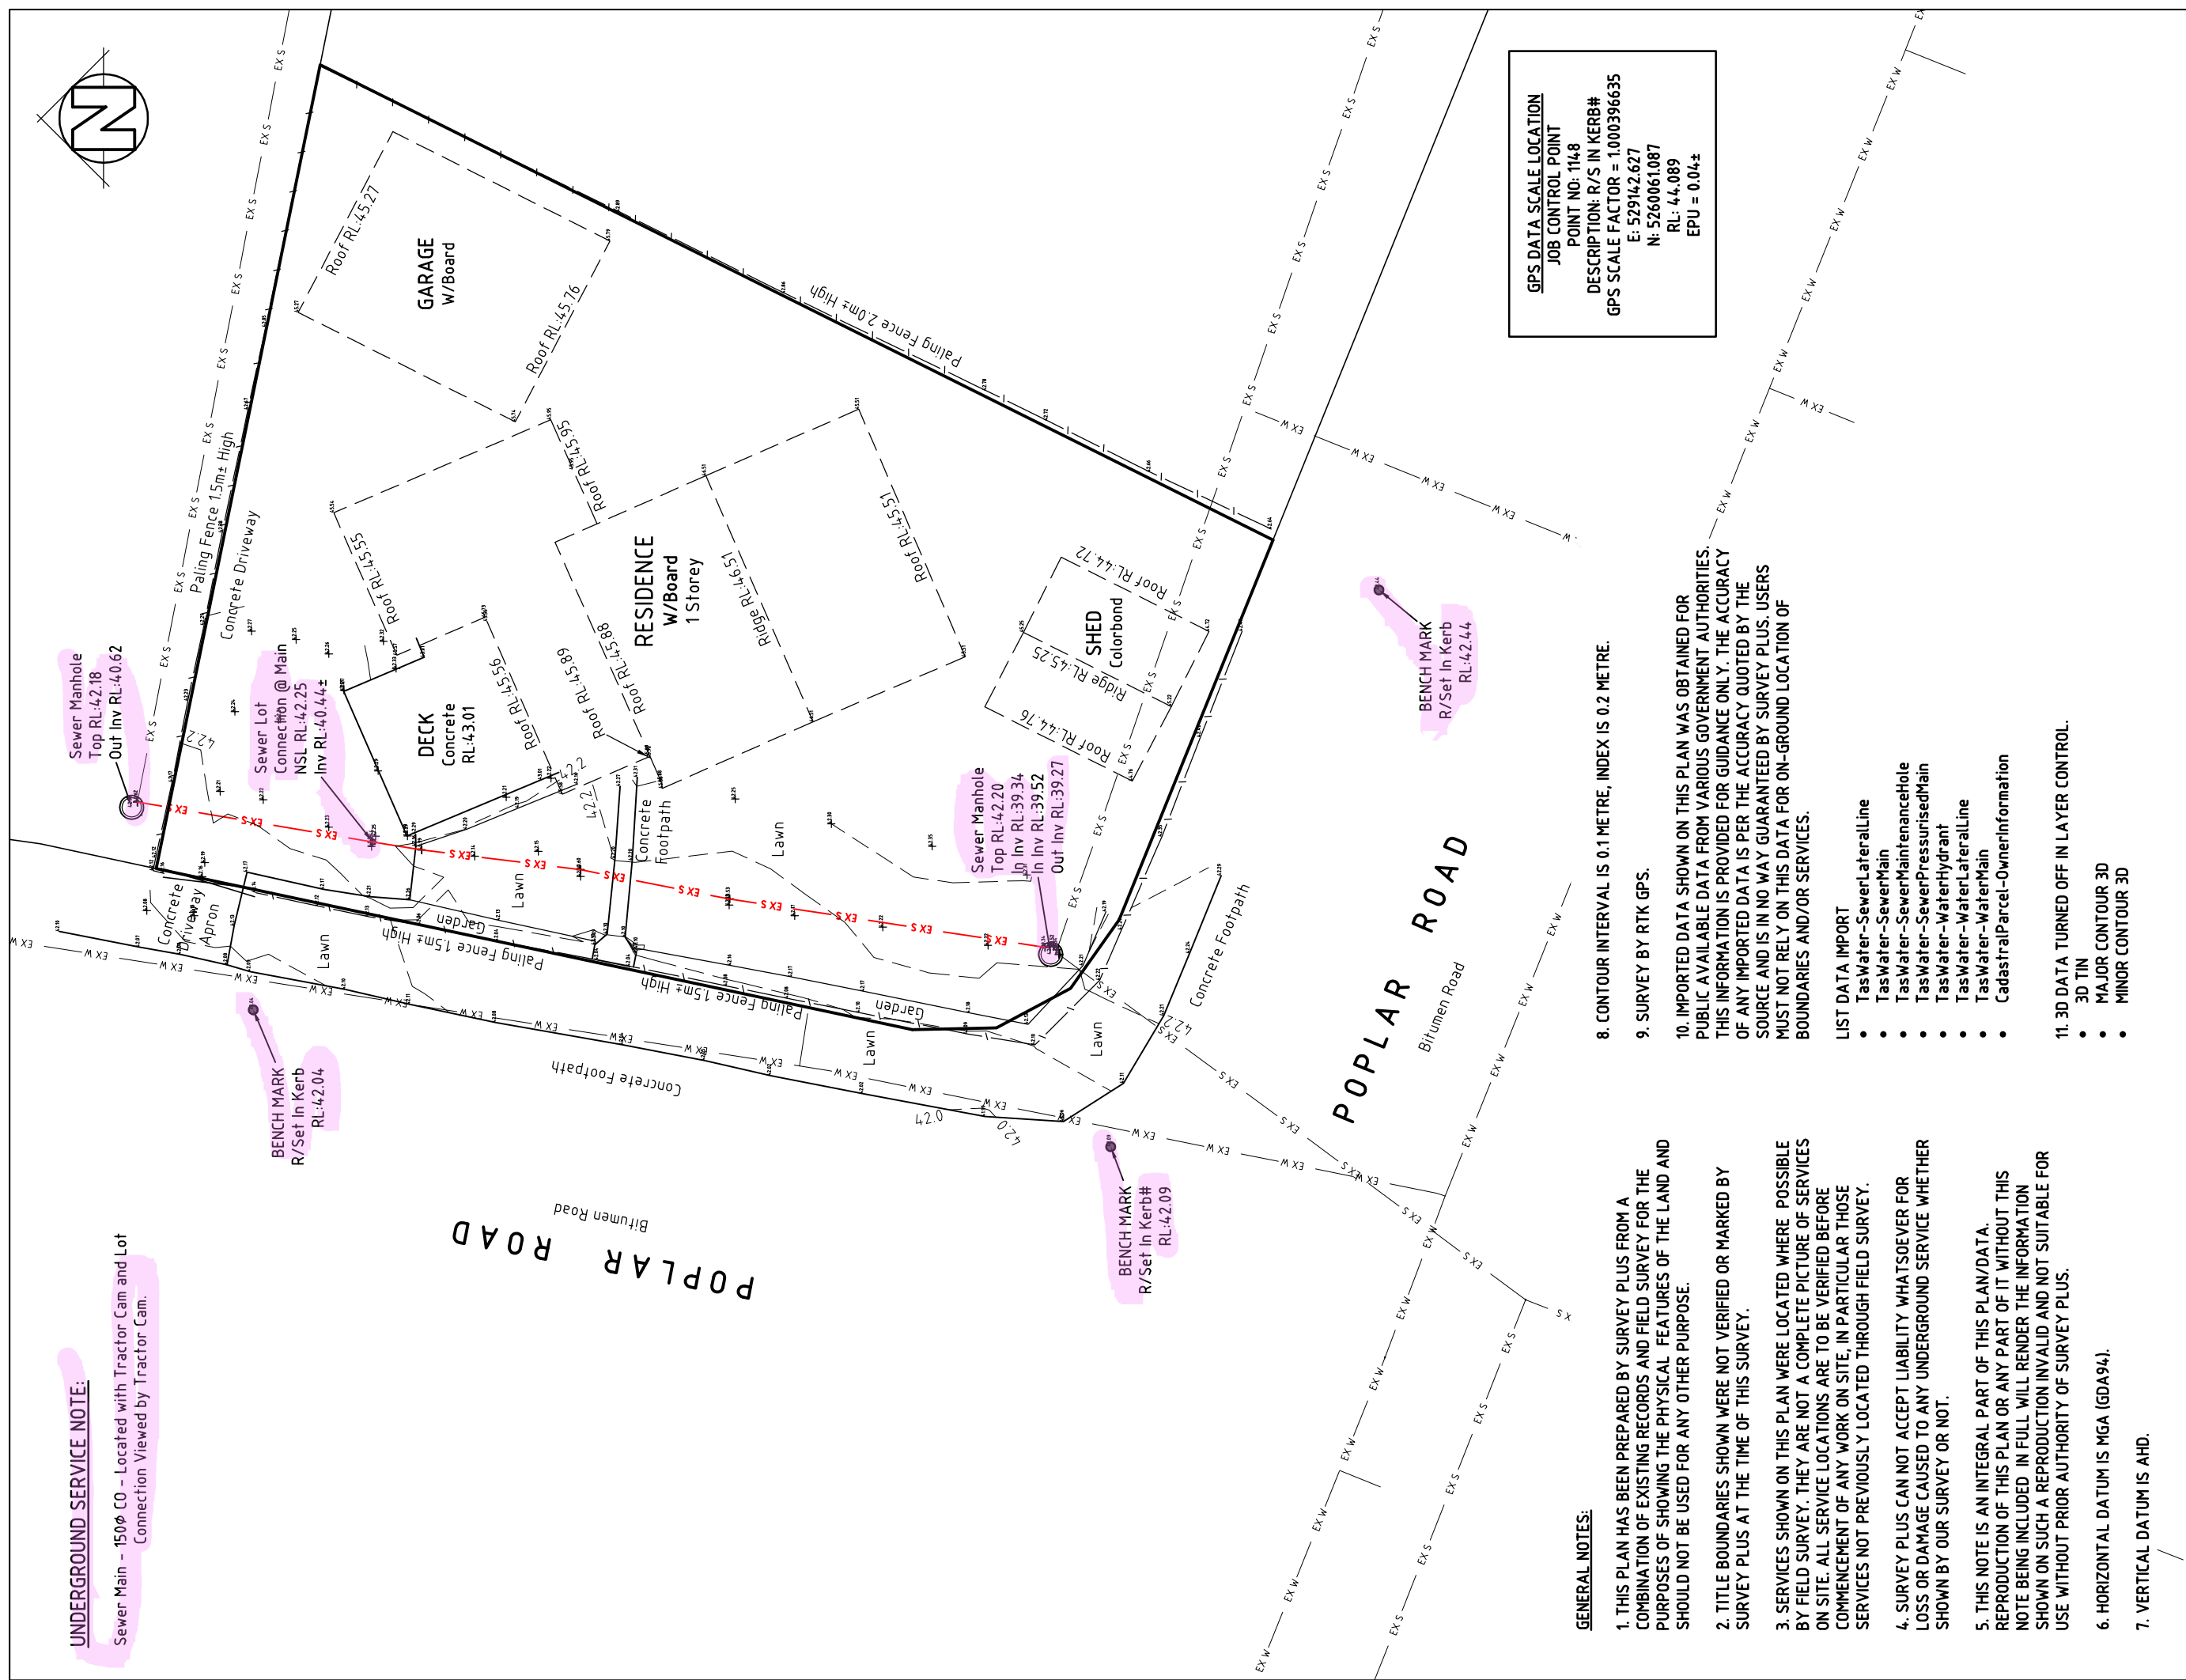 N
UNDERGROUND SERVICE NOTE:
Sewer Main - 150ø CO - Located with Tractor Cam and Lot
Connection Viewed by Tractor Cam.
Sewer Manhole
Top RL:42.18
Out Inv RL:40.62
Sewer Lot
Connection @ Main
NSL RL:42.25
Inv RL:40.44±
Paling Fence 1.5m± High
Concrete Driveway
GARAGE
W/Board
Roof RL:45.27
Roof RL:45.76
Paling Fence 2.0m± High
DECK
Concrete
RL:43.01
Roof RL:45.55
Roof RL:45.56
Roof RL:45.89
Roof RL:45.88
Roof RL:45.95
RESIDENCE
W/Board
1 Storey
Ridge RL:46.51
Roof RL:45.51
SHED
Colorbond
Roof RL:44.72
Ridge RL:45.25
Roof RL:44.76
Sewer Manhole
Top RL:42.20
In Inv RL:39.34
In Inv RL:39.52
Out Inv RL:39.27
Concrete
Driveway
Apron
Lawn
Garden
Lawn
Paling Fence 1.5m± High
Concrete
Footpath
Lawn
Paling Fence 1.5m± High
Garden
Lawn
Lawn
Concrete Footpath
Concrete Footpath
42.2
42.2
42.2
42.2
42.0
42.0
EX S
EX W
BENCH MARK
R/Set In Kerb
RL:42.04
BENCH MARK
R/Set In Kerb#
RL:42.09
BENCH MARK
R/Set In Kerb
RL:42.44
POPLAR ROAD
Bitumen Road
POPLAR ROAD
Bitumen Road
GPS DATA SCALE LOCATION
JOB CONTROL POINT
POINT NO: 1148
DESCRIPTION: R/S IN KERB#
GPS SCALE FACTOR = 1.000396635
E: 529142.627
N: 5260061.087
RL: 44.089
EPU = 0.04±
GENERAL NOTES:
1. THIS PLAN HAS BEEN PREPARED BY SURVEY PLUS FROM A
COMBINATION OF EXISTING RECORDS AND FIELD SURVEY FOR THE
PURPOSES OF SHOWING THE PHYSICAL FEATURES OF THE LAND AND
SHOULD NOT BE USED FOR ANY OTHER PURPOSE.
2. TITLE BOUNDARIES SHOWN WERE NOT VERIFIED OR MARKED BY
SURVEY PLUS AT THE TIME OF THIS SURVEY.
3. SERVICES SHOWN ON THIS PLAN WERE LOCATED WHERE POSSIBLE
BY FIELD SURVEY. THEY ARE NOT A COMPLETE PICTURE OF SERVICES
ON SITE. ALL SERVICE LOCATIONS ARE TO BE VERIFIED BEFORE
COMMENCEMENT OF ANY WORK ON SITE, IN PARTICULAR THOSE
SERVICES NOT PREVIOUSLY LOCATED THROUGH FIELD SURVEY.
4. SURVEY PLUS CAN NOT ACCEPT LIABILITY WHATSOEVER FOR
LOSS OR DAMAGE CAUSED TO ANY UNDERGROUND SERVICE WHETHER
SHOWN BY OUR SURVEY OR NOT.
5. THIS NOTE IS AN INTEGRAL PART OF THIS PLAN/DATA.
REPRODUCTION OF THIS PLAN OR ANY PART OF IT WITHOUT THIS
NOTE BEING INCLUDED IN FULL WILL RENDER THE INFORMATION
SHOWN ON SUCH A REPRODUCTION INVALID AND NOT SUITABLE FOR
USE WITHOUT PRIOR AUTHORITY OF SURVEY PLUS.
6. HORIZONTAL DATUM IS MGA (GDA94).
7. VERTICAL DATUM IS AHD.
8. CONTOUR INTERVAL IS 0.1 METRE, INDEX IS 0.2 METRE.
9. SURVEY BY RTK GPS.
10. IMPORTED DATA SHOWN ON THIS PLAN WAS OBTAINED FOR
PUBLIC AVAILABLE DATA FROM VARIOUS GOVERNMENT AUTHORITIES.
THIS INFORMATION IS PROVIDED FOR GUIDANCE ONLY. THE ACCURACY
OF ANY IMPORTED DATA IS PER THE ACCURACY QUOTED BY THE
SOURCE AND IS IN NO WAY GUARANTEED BY SURVEY PLUS. USERS
MUST NOT RELY ON THIS DATA FOR ON-GROUND LOCATION OF
BOUNDARIES AND/OR SERVICES.
LIST DATA IMPORT
• TasWater-SewerLateralLine
• TasWater-SewerMain
• TasWater-SewerMaintenanceHole
• TasWater-SewerPressurisedMain
• TasWater-WaterHydrant
• TasWater-WaterLateralLine
• TasWater-WaterMain
• CadastralParcel-OwnerInformation
11. 3D DATA TURNED OFF IN LAYER CONTROL.
• 3D TIN
• MAJOR CONTOUR 3D
• MINOR CONTOUR 3D